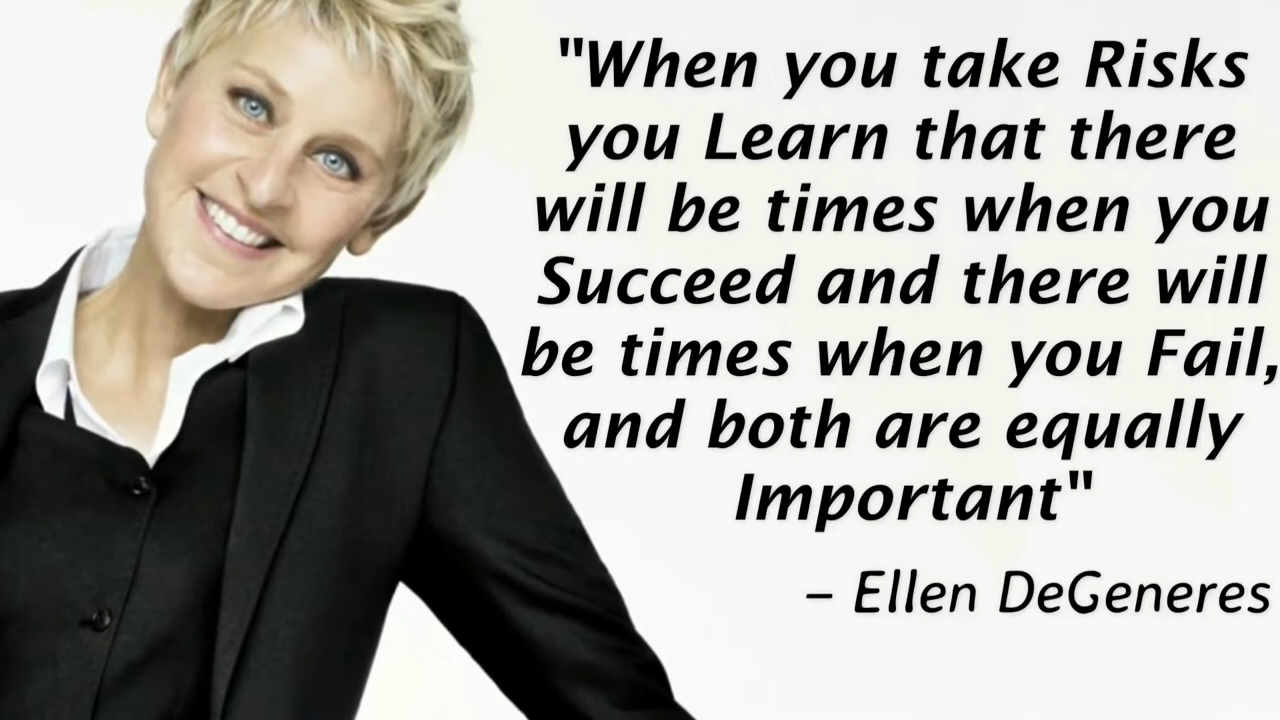 "When you take Risks
you Learn that there
will be times when you
Succeed and there will
be times when you Fail,
and both are equally
Important"
– Ellen DeGeneres